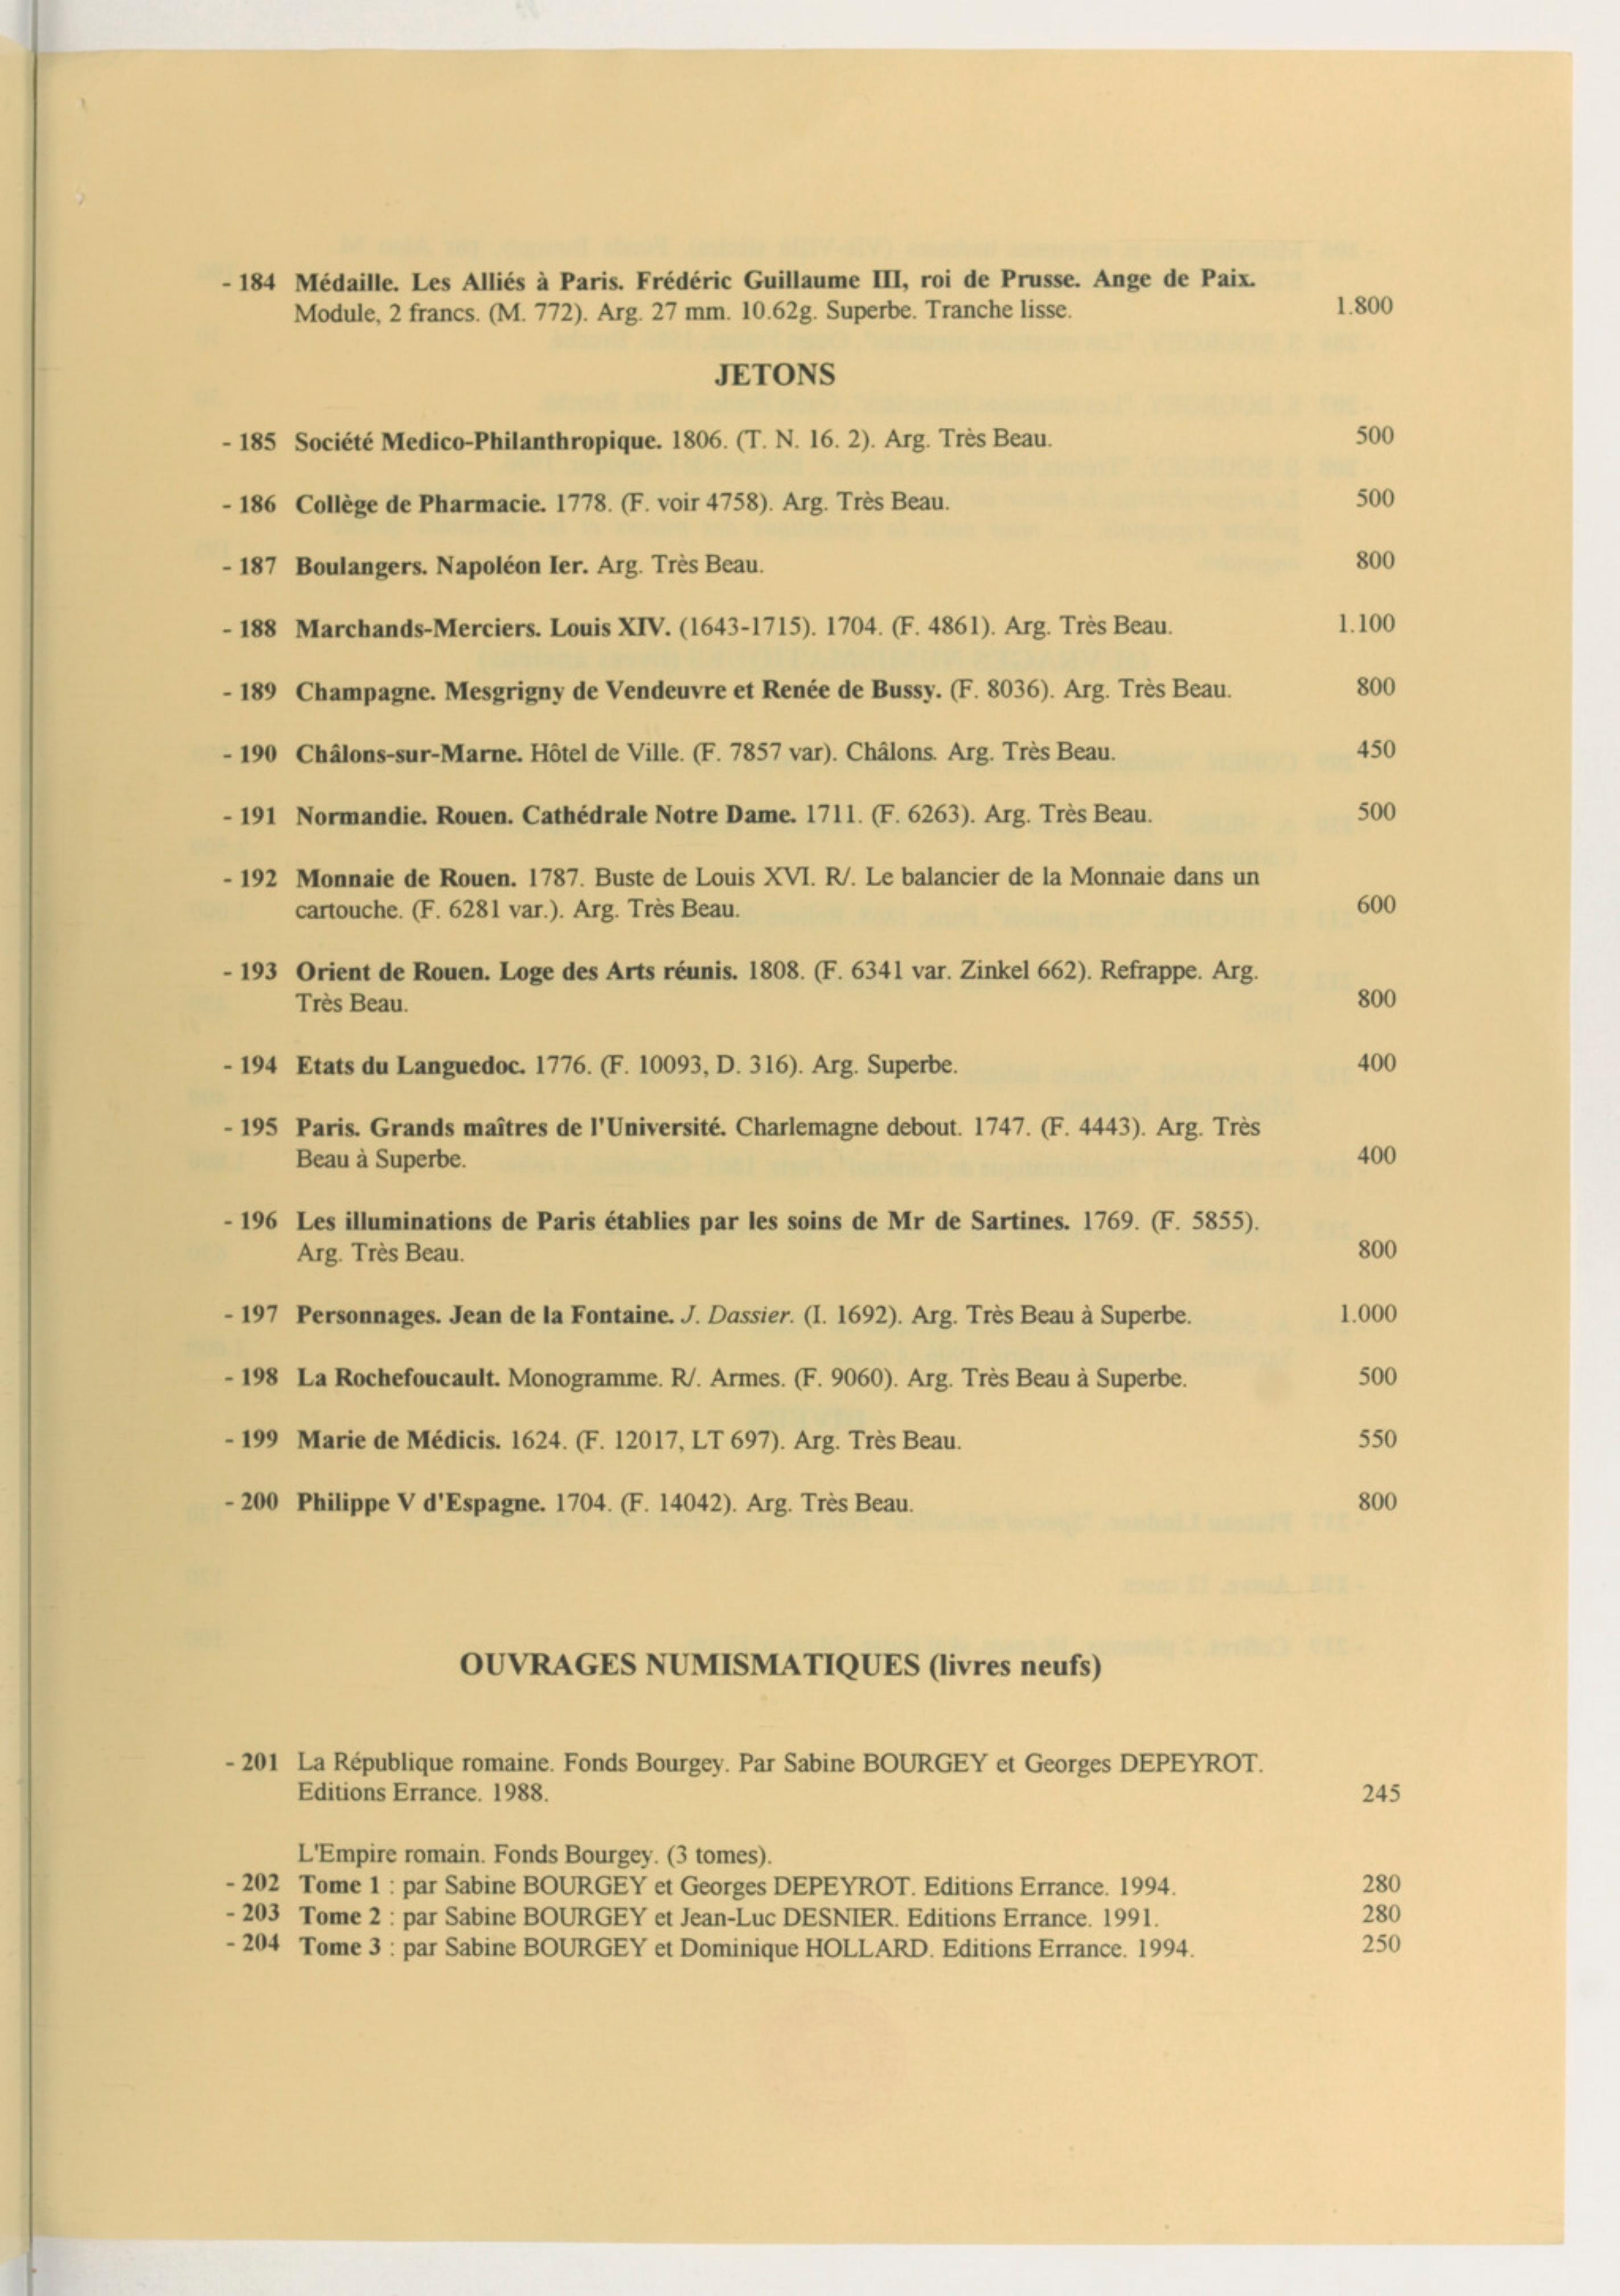 - 184 Médaille. Les Alliés à Paris. Frédéric Guillaume III, roi de Prusse. Ange de Paix.
Module, 2 francs. (M. 772). Arg. 27 mm. 10.62g. Superbe. Tranche lisse. 1.800
JETONS
- 185 Société Medico-Philanthropique. 1806. (T. N. 16. 2). Arg. Très Beau. 500
- 186 Collège de Pharmacie. 1778. (F. voir 4758). Arg. Très Beau. 500
- 187 Boulangers. Napoléon Ier. Arg. Très Beau. 800
- 188 Marchands-Merciers. Louis XIV. (1643-1715). 1704. (F. 4861). Arg. Très Beau. 1.100
- 189 Champagne. Mesgrigny de Vendeuvre et Renée de Bussy. (F. 8036). Arg. Très Beau. 800
- 190 Châlons-sur-Marne. Hôtel de Ville. (F. 7857 var). Châlons. Arg. Très Beau. 450
- 191 Normandie. Rouen. Cathédrale Notre Dame. 1711. (F. 6263). Arg. Très Beau. 500
- 192 Monnaie de Rouen. 1787. Buste de Louis XVI. R/. Le balancier de la Monnaie dans un
cartouche. (F. 6281 var.). Arg. Très Beau. 600
- 193 Orient de Rouen. Loge des Arts réunis. 1808. (F. 6341 var. Zinkel 662). Refrappe. Arg.
Très Beau. 800
- 194 Etats du Languedoc. 1776. (F. 10093, D. 316). Arg. Superbe. 400
- 195 Paris. Grands maîtres de l'Université. Charlemagne debout. 1747. (F. 4443). Arg. Très
Beau à Superbe. 400
- 196 Les illuminations de Paris établies par les soins de Mr de Sartines. 1769. (F. 5855).
Arg. Très Beau. 800
- 197 Personnages. Jean de la Fontaine. J. Dassier. (I. 1692). Arg. Très Beau à Superbe. 1.000
- 198 La Rochefoucault. Monogramme. R/. Armes. (F. 9060). Arg. Très Beau à Superbe. 500
- 199 Marie de Médicis. 1624. (F. 12017, LT 697). Arg. Très Beau. 550
- 200 Philippe V d'Espagne. 1704. (F. 14042). Arg. Très Beau. 800
OUVRAGES NUMISMATIQUES (livres neufs)
- 201 La République romaine. Fonds Bourgey. Par Sabine BOURGEY et Georges DEPEYROT.
Editions Errance. 1988. 245
L'Empire romain. Fonds Bourgey. (3 tomes).
- 202 Tome 1 : par Sabine BOURGEY et Georges DEPEYROT. Editions Errance. 1994. 280
- 203 Tome 2 : par Sabine BOURGEY et Jean-Luc DESNIER. Editions Errance. 1991. 280
- 204 Tome 3 : par Sabine BOURGEY et Dominique HOLLARD. Editions Errance. 1994. 250